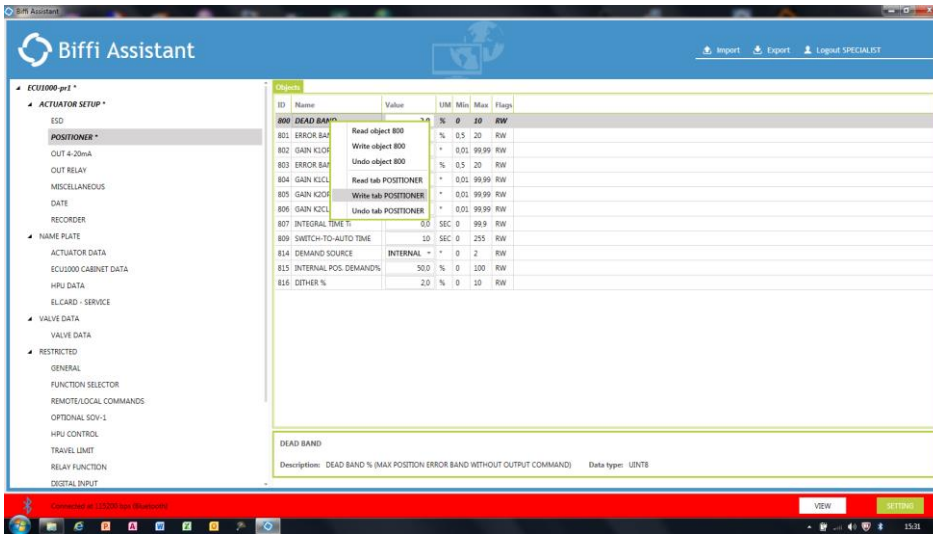 Biffi Assistant
Biffi Assistant
Import Export Logout SPECIALIST
ECU1000-pr1 *
ACTUATOR SETUP *
ESD
POSITIONER *
OUT 4-20mA
OUT RELAY
MISCELLANEOUS
DATE
RECORDER
NAME PLATE
ACTUATOR DATA
ECU1000 CABINET DATA
HPU DATA
EL.CARD - SERVICE
VALVE DATA
VALVE DATA
RESTRICTED
GENERAL
FUNCTION SELECTOR
REMOTE/LOCAL COMMANDS
OPTIONAL SOV-1
HPU CONTROL
TRAVEL LIMIT
RELAY FUNCTION
DIGITAL INPUT
Objects
ID Name Value UM Min Max Flags
800 DEAD BAND % 0 10 RW
801 ERROR BA % 0,5 20 RW
802 GAIN K1OP * 0,01 99,99 RW
803 ERROR BA % 0,5 20 RW
804 GAIN K1CL * 0,01 99,99 RW
805 GAIN K2OP * 0,01 99,99 RW
806 GAIN K2CL * 0,01 99,99 RW
807 INTEGRAL TIME Ti 0,0 SEC 0 99,9 RW
809 SWITCH-TO-AUTO TIME 10 SEC 0 255 RW
814 DEMAND SOURCE INTERNAL * 0 2 RW
815 INTERNAL POS. DEMAND% 50,0 % 0 100 RW
816 DITHER % 2,0 % 0 10 RW
Read object 800
Write object 800
Undo object 800
Read tab POSITIONER
Write tab POSITIONER
Undo tab POSITIONER
DEAD BAND
Description: DEAD BAND % (MAX POSITION ERROR BAND WITHOUT OUTPUT COMMAND) Data type: UINT8
Connected at 115200 bps (Bluetooth)
VIEW SETTING
15:31